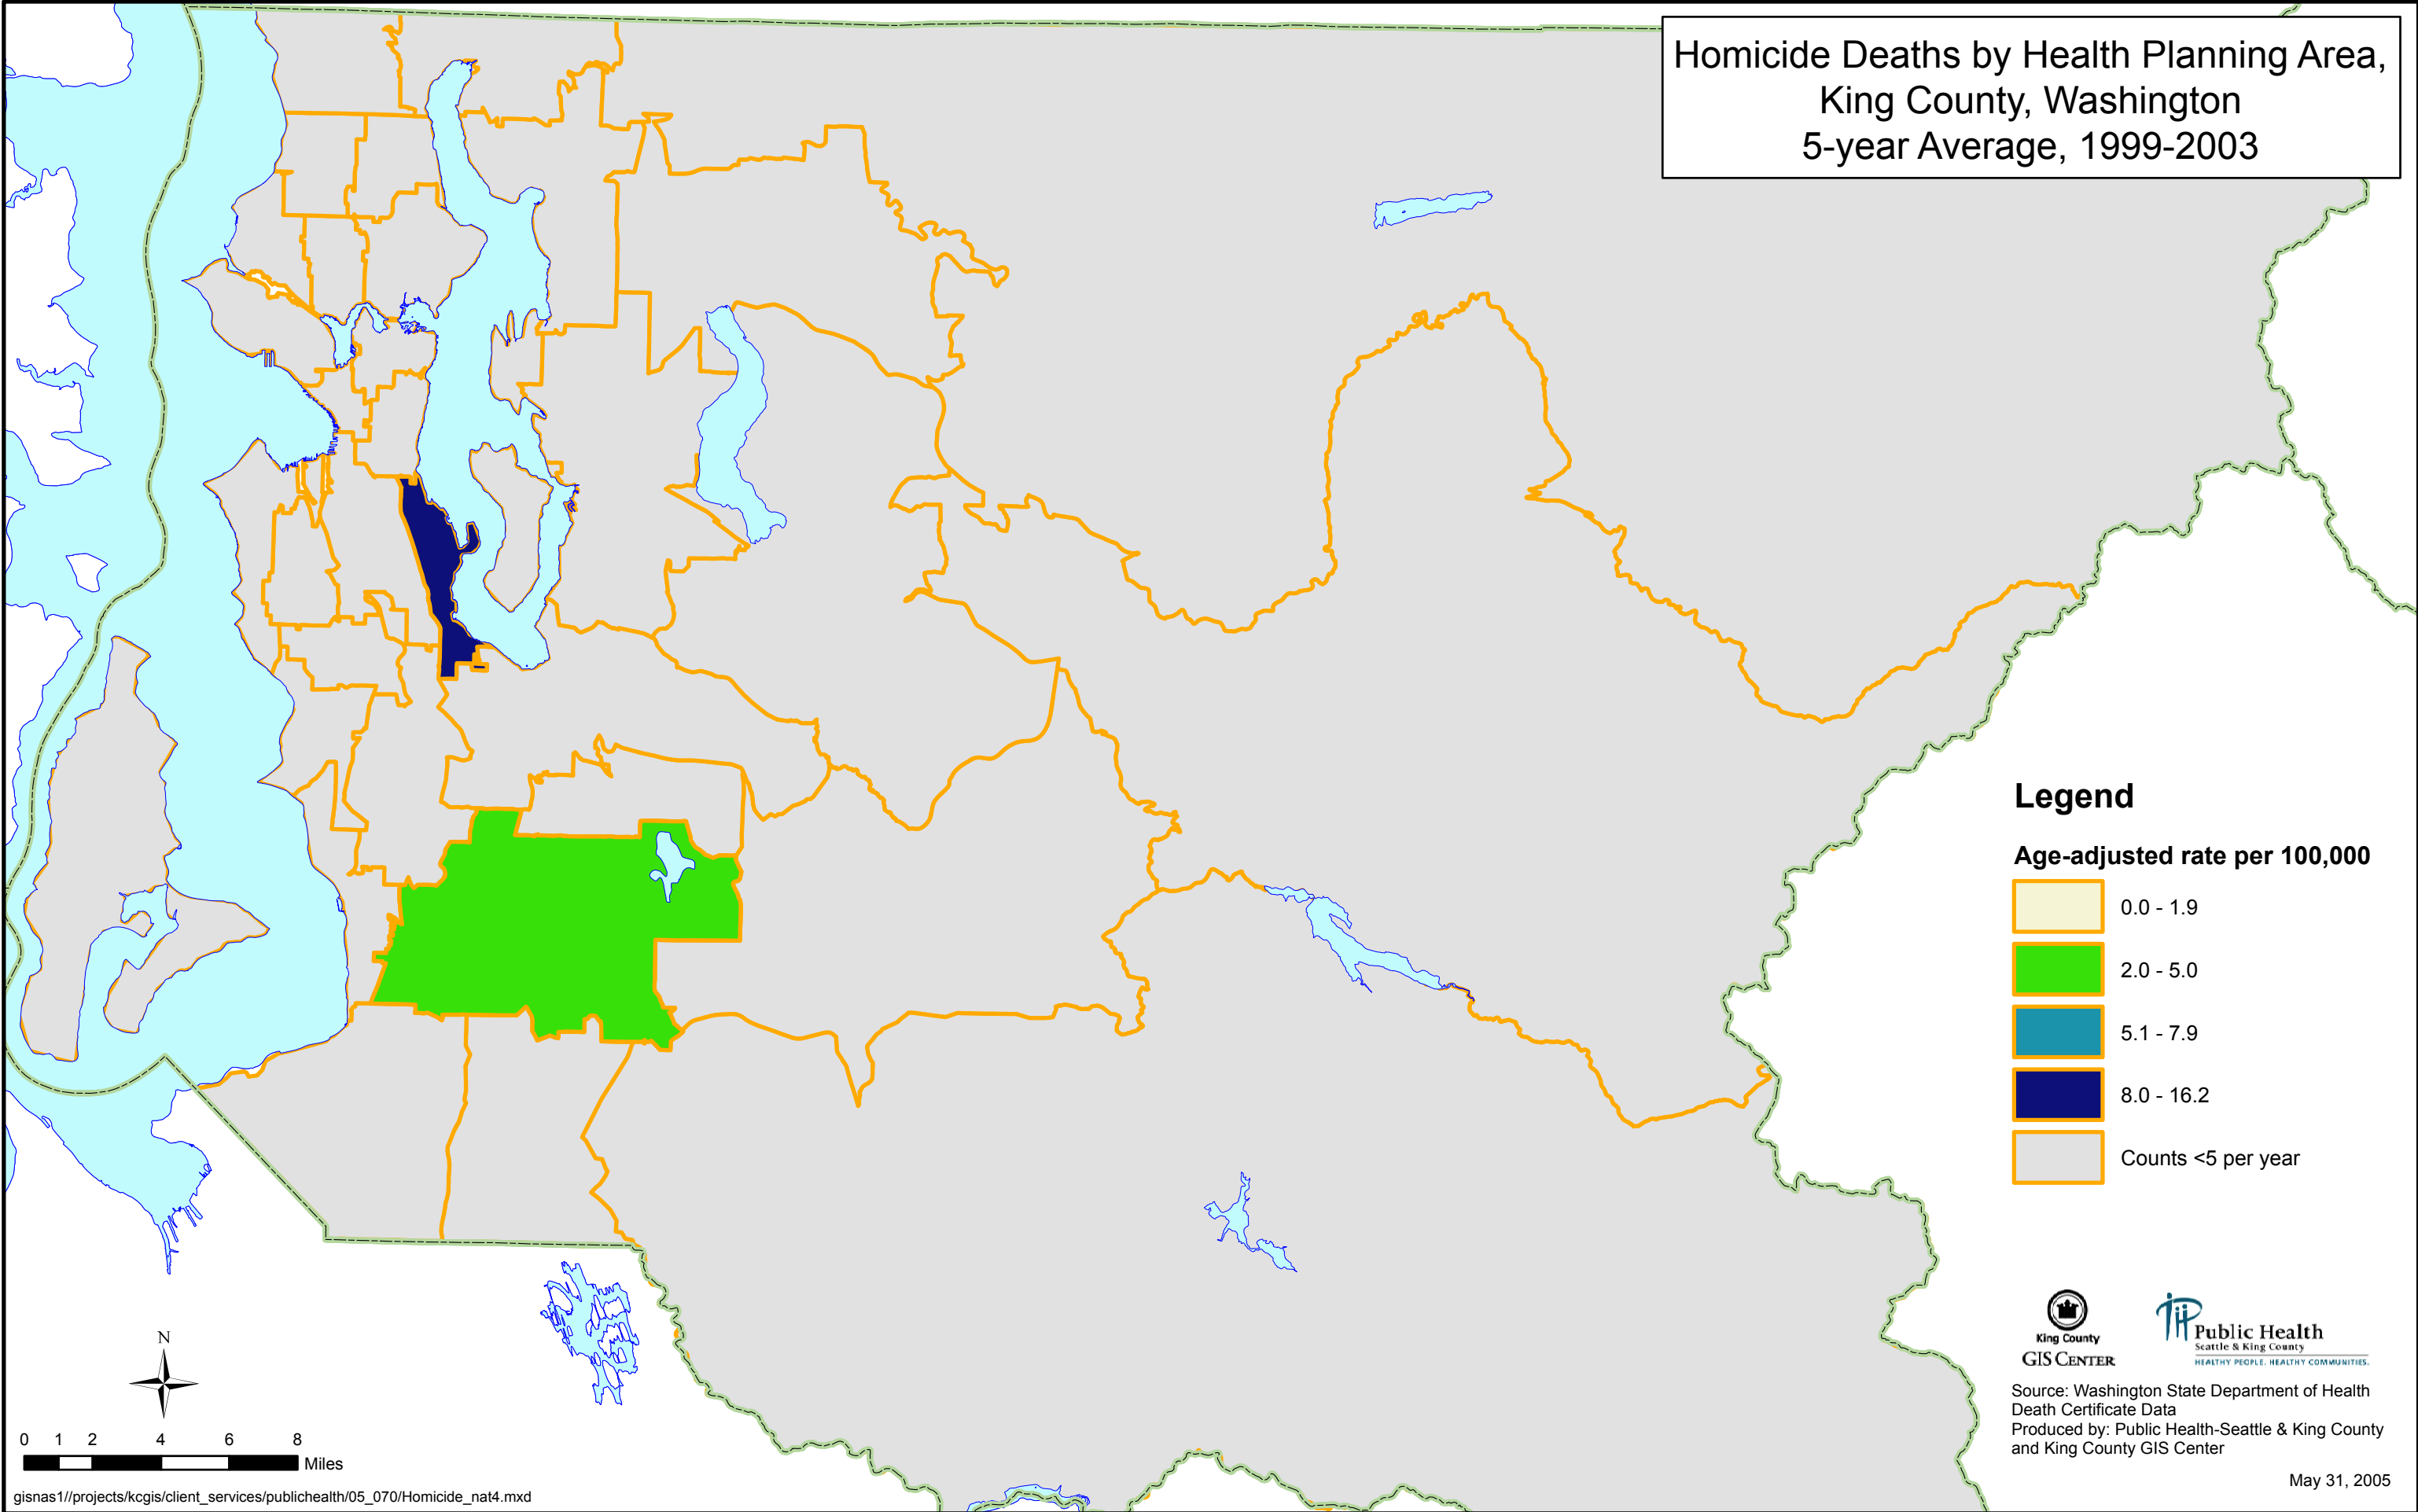 Homicide Deaths by Health Planning Area,
King County, Washington
5-year Average, 1999-2003
Legend
Age-adjusted rate per 100,000
0.0 - 1.9
2.0 - 5.0
5.1 - 7.9
8.0 - 16.2
Counts <5 per year
King County
GIS CENTER
Public Health
Seattle & King County
HEALTHY PEOPLE. HEALTHY COMMUNITIES.
Source: Washington State Department of Health
Death Certificate Data
Produced by: Public Health-Seattle & King County
and King County GIS Center
May 31, 2005
N
0 1 2 4 6 8
Miles
gisnas1//projects/kcgis/client_services/publichealth/05_070/Homicide_nat4.mxd